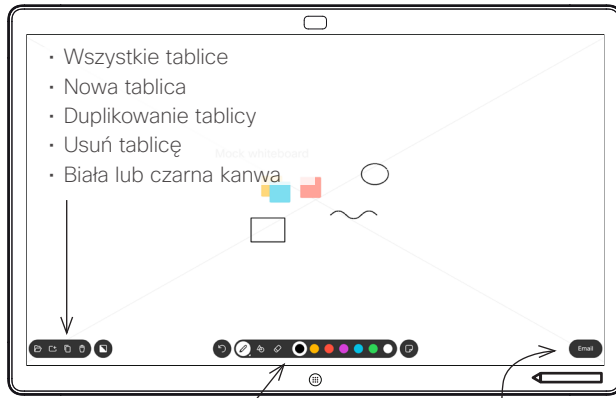 • Wszystkie tablice
• Nowa tablica
• Duplikowanie tablicy
• Usuń tablicę
Mock whiteboard
• Biała lub czarna kanwa
Email